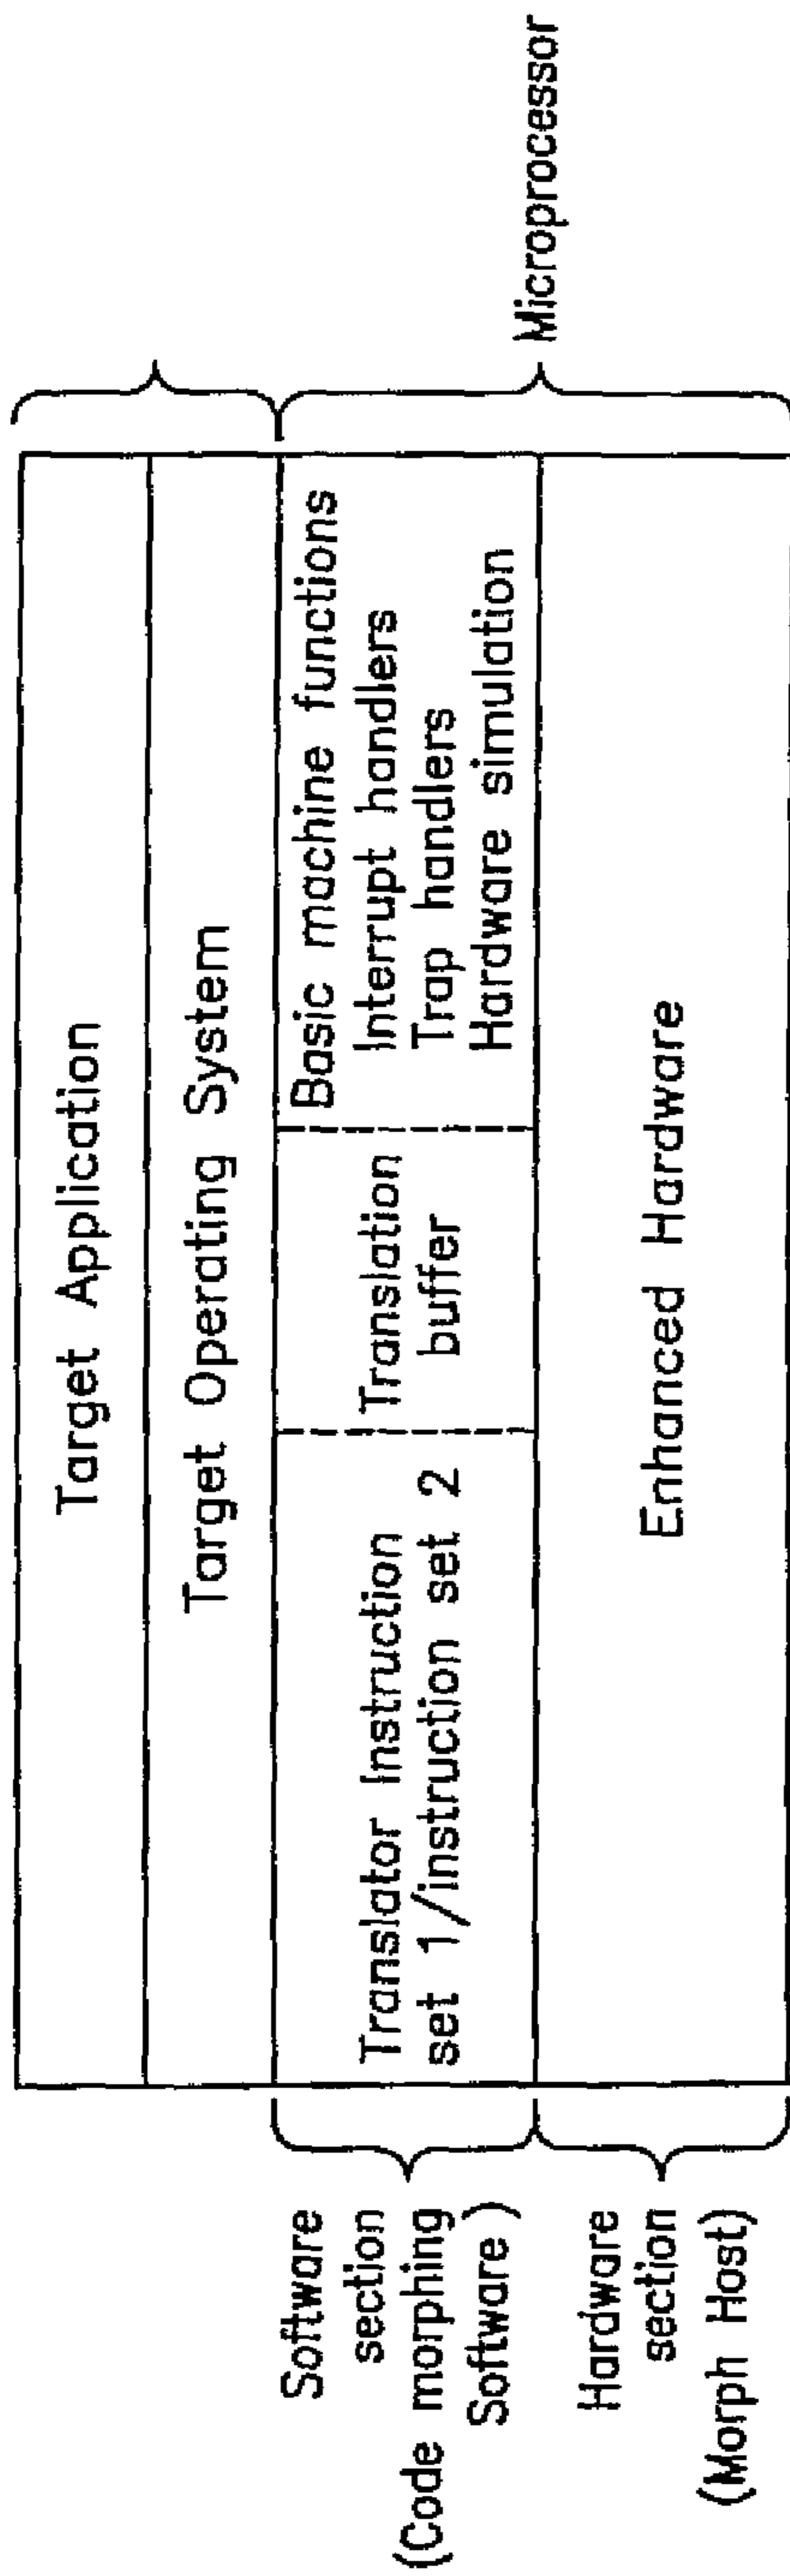 Target Application
Target Operating System
Software
section
(Code morphing
Software)
Translator Instruction
set 1/instruction set 2
Translation
buffer
Basic machine functions
Interrupt handlers
Trap handlers
Hardware simulation
Microprocessor
Hardware
section
(Morph Host)
Enhanced Hardware